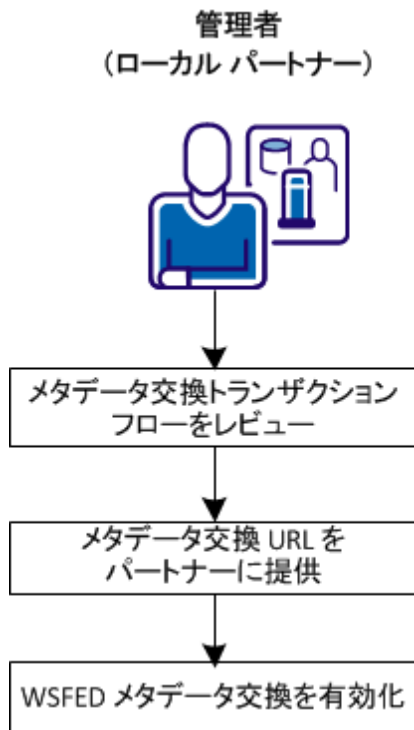 管理者
（ローカル パートナー）
メタデータ交換トランザクション
フローをレビュー
メタデータ交換 URL を
パートナーに提供
WSFED メタデータ交換を有効化